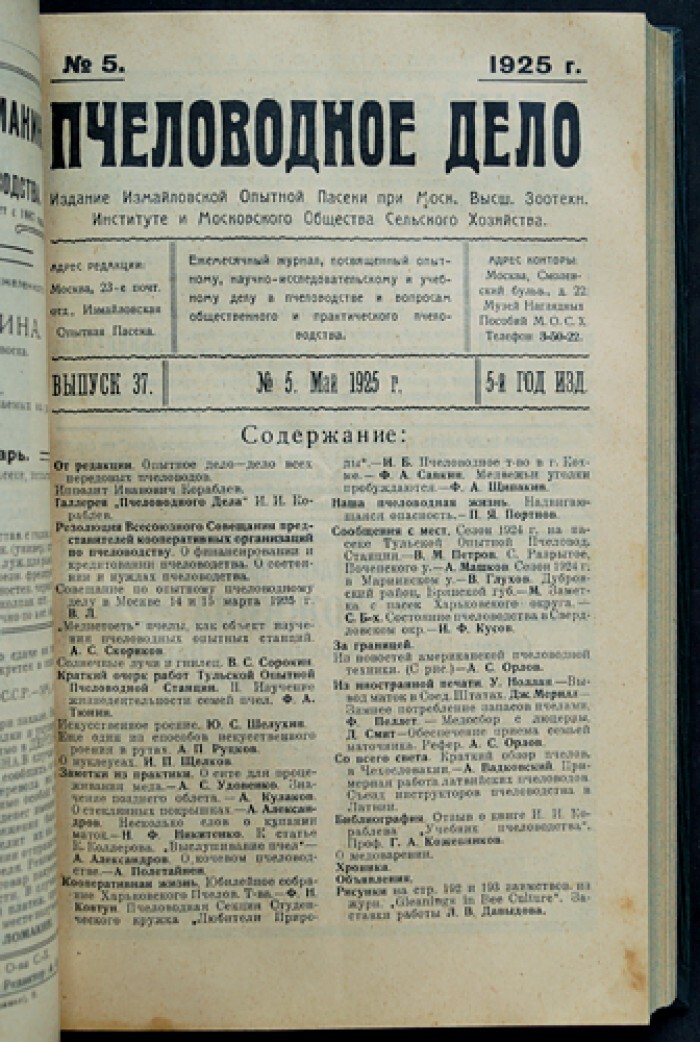 № 5.
1925 г.
ПЧЕЛОВОДНОЕ ДЕЛО
Издание Измайловской Опытной Пасеки при Моск. Высш. Зоотехн.
Институте и Московского Общества Сельского Хозяйства.
АДРЕС РЕДАКЦИИ:
Москва, 23-е почт.
отд., Измайловская
Опытная Пасека.
Ежемесячный журнал, посвященный опыт-
ному, научно-исследовательскому и учеб-
ному делу в пчеловодстве и вопросам
общественного и практического пчело-
водства.
АДРЕС КОНТОРЫ:
Москва, Смолен-
ский бульв., д. 22.
Музей Наглядных
Пособий М. О. С. Х.
Телефон 3-50-22.
ВЫПУСК 37.
№ 5. Май 1925 г.
5-й ГОД ИЗД.
Содержание:
От редакции. Опытное дело—дело всех
передовых пчеловодов.
Ипполит Иванович Кораблев.
Галлерея „Пчеловодного Дела" И. И. Ко-
раблев.
Резолюция Всесоюзного Совещания пред-
ставителей кооперативных организаций
по пчеловодству. О финансировании и
кредитовании пчеловодства. О состоя-
нии и нуждах пчеловодства.
Совещание по опытному пчеловодному
делу в Москве 14 и 15 марта 1925 г.
В. Л.
„Медистость" пчелы, как объект изуче-
ния пчеловодных опытных станций.
А. С. Скориков.
Солнечные лучи и гнилец. В. С. Сорокин.
Краткий очерк работ Тульской Опытной
Пчеловодной Станции. II. Изучение
жизнедеятельности семей пчел. Ф. А.
Тюнин.
Искусственное роение. Ю. С. Шелухин.
Еще один из способов искусственного
роения в рутах. А. П. Руцков.
О нуклеусах. И. П. Щелков.
Заметки из практики. О сите для проце-
живания меда.—А. С. Удовенко. Зна-
чение позднего облета.—А. Кулаков.
О стеклянных покрышках.—А. Алексан-
дров. Несколько слов о купании
маток.—Н. Ф. Никитенко. К статье
К. Коллерова. „Выслушивание пчел"—
А. Александров. О кочевом пчеловод-
стве.—А. Полетайнен.
Кооперативная жизнь. Юбилейное собра-
ние Харьковского Пчелов. Т-ва.—Ф. Н.
Ковтун. Пчеловодная Секция Студен-
ческого кружка „Любители Приро-
ды".—И. Б. Пчеловодное т-во в г.
ме.—Ф. А. Савкин. Медвежьи уголки
пробуждаются.—Ф. А. Щипакин.
Наша пчеловодная жизнь. Надвигаю-
щаяся опасность.—П. Я. Портнов.
Сообщения с мест. Сезон 1924 г. на па-
секе Тульской Опытной Пчеловод.
Станции.—В. М. Петров. С. Разрытое,
Почепского у.—А. Машков. Сезон 1924 г.
в Мариинском у.—В. Глухов. Дубров-
ский район, Брянской губ.—М. Замет-
ка с пасек Харьковского округа.—
С. Б-х. Состояние пчеловодства в Сверд-
ловском окр.—И. Ф. Кусов.
За границей.
Из новостей американской пчеловодной
техники. (С рис.)—А. С. Орлов.
Из иностранной печати. У. Ноллан.—Вы-
вод маток в Соед. Штатах. Дж. Мерилл—
Зимнее потребление запасов пчелами.
Ф. Пеллет.—Медосбор с люцерны.
Д. Смит—Обеспечение приема семьей
маточника. Рефер. А. С. Орлов.
Со всего света. Краткий обзор пчелов.
в Чехословакии.—А. Вадковский. При-
мерная работа латвийских пчеловодов.
Съезд инструкторов пчеловодства в
Латвии.
Библиография. Отзыв о книге И. И. Ко-
раблева „Учебник пчеловодства".
Проф. Г. А. Кожевников.
О медоварении.
Хроника.
Объявления.
Рисунки на стр. 192 и 193 заимствов. из
журн. „Gleanings in Bee Culture". За-
ставки работы Л. В. Давыдова.